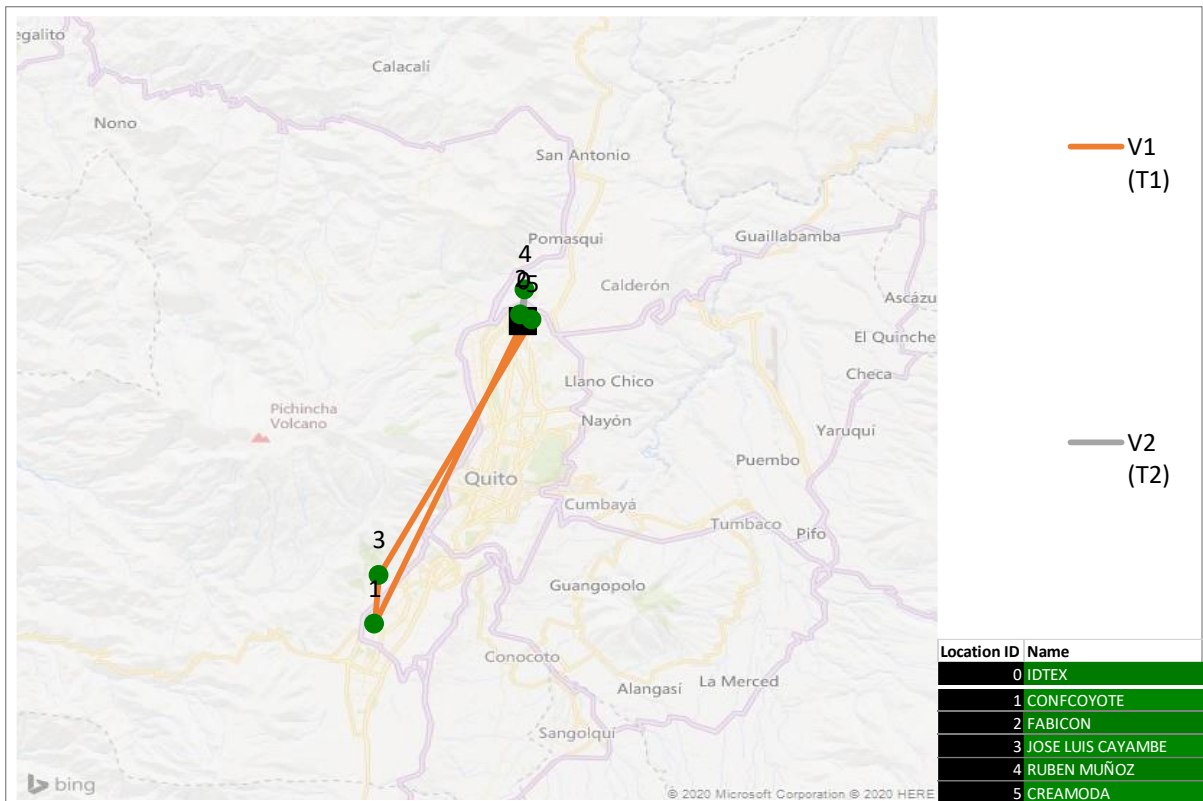 egalito
Calacalí
Nono
San Antonio
V1
(T1)
Pomasqui
Guaillabamba
4
2
0
5
Calderón
Ascázu
El Quinche
Checa
Llano Chico
Pichincha
Volcano
Nayón
Yaruquí
V2
(T2)
Puembo
Quito
Cumbayá
Tumbaco
Pifo
3
1
Guangopolo
Conocoto
Alangasí
La Merced
Sangolquí
Location ID Name
0 IDTEX
1 CONFCOYOTE
2 FABICON
3 JOSE LUIS CAYAMBE
4 RUBEN MUÑOZ
5 CREAMODA
bing
© 2020 Microsoft Corporation © 2020 HERE